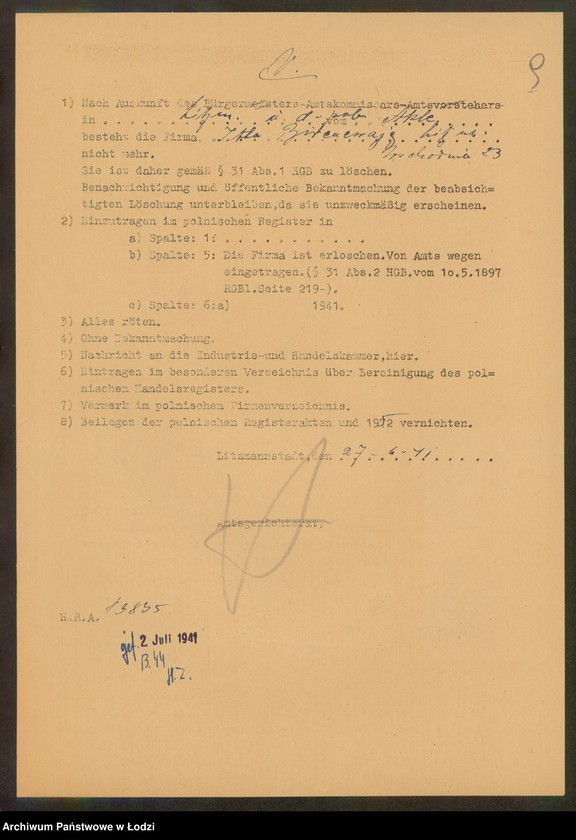 V.
9
1) Nach Auskunft des Bürgermeisters-Amtskommissars-Amtsvorstehers
in . . . . . . . . . . vom . . . . . . . . .
besteht die Firma
nicht mehr. 23
Sie ist daher gemäß § 31 Abs.1 HGB zu löschen.
Benachrichtigung und öffentliche Bekanntmachung der beabsich=
tigten Löschung unterbleiben,da sie unzweckmäßig erscheinen.
2) Einzutragen im polnischen Register in
a) Spalte: 1: . . . . . . . . . . . .
b) Spalte: 5: Die Firma ist erloschen.Von Amts wegen
eingetragen.(§ 31 Abs.2 HGB.vom 1o.5.1897
RGBl.Seite 219-).
c) Spalte: 6:a) 1941.
3) Alles röten.
4) Ohne Bekanntmachung.
5) Nachricht an die Industrie-und Handelskammer,hier.
6) Eintragen im besonderen Verzeichnis über Bereinigung des pol=
nischen Handelsregisters.
7) Vermerk im polnischen Firmenverzeichnis.
8) Beilegen der polnischen Registerakten und 1952 vernichten.
Litzmannstadt,den 27-6-41
Amtsgerichtsrat.
H.R.A. 13835
gef. 2 Juli 1941
B.44
Archiwum Państwowe w Łodzi